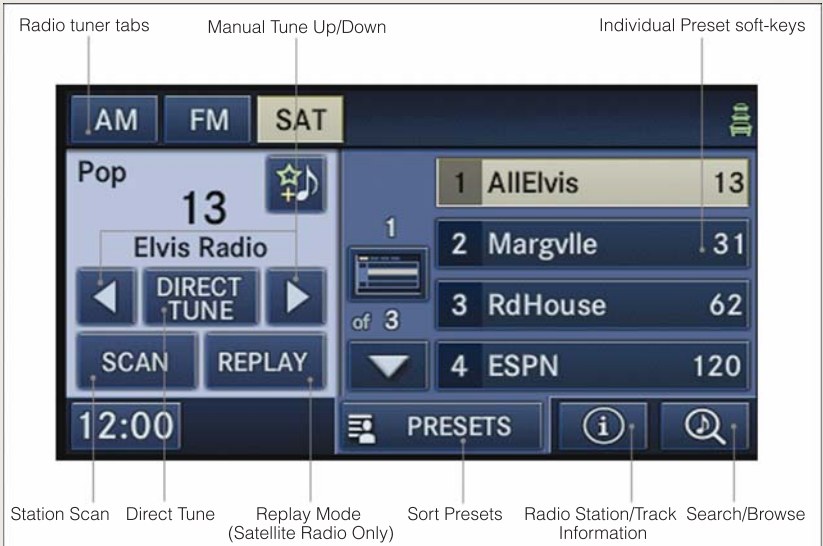 Radio tuner tabs
Manual Tune Up/Down
Individual Preset soft-keys
AM
FM
SAT
Pop
13
Elvis Radio
DIRECT
TUNE
SCAN
REPLAY
1
of 3
1 AllElvis 13
2 Margvlle 31
3 RdHouse 62
4 ESPN 120
12:00
PRESETS
i
Station Scan
Direct Tune
Replay Mode
(Satellite Radio Only)
Sort Presets
Radio Station/Track
Information
Search/Browse